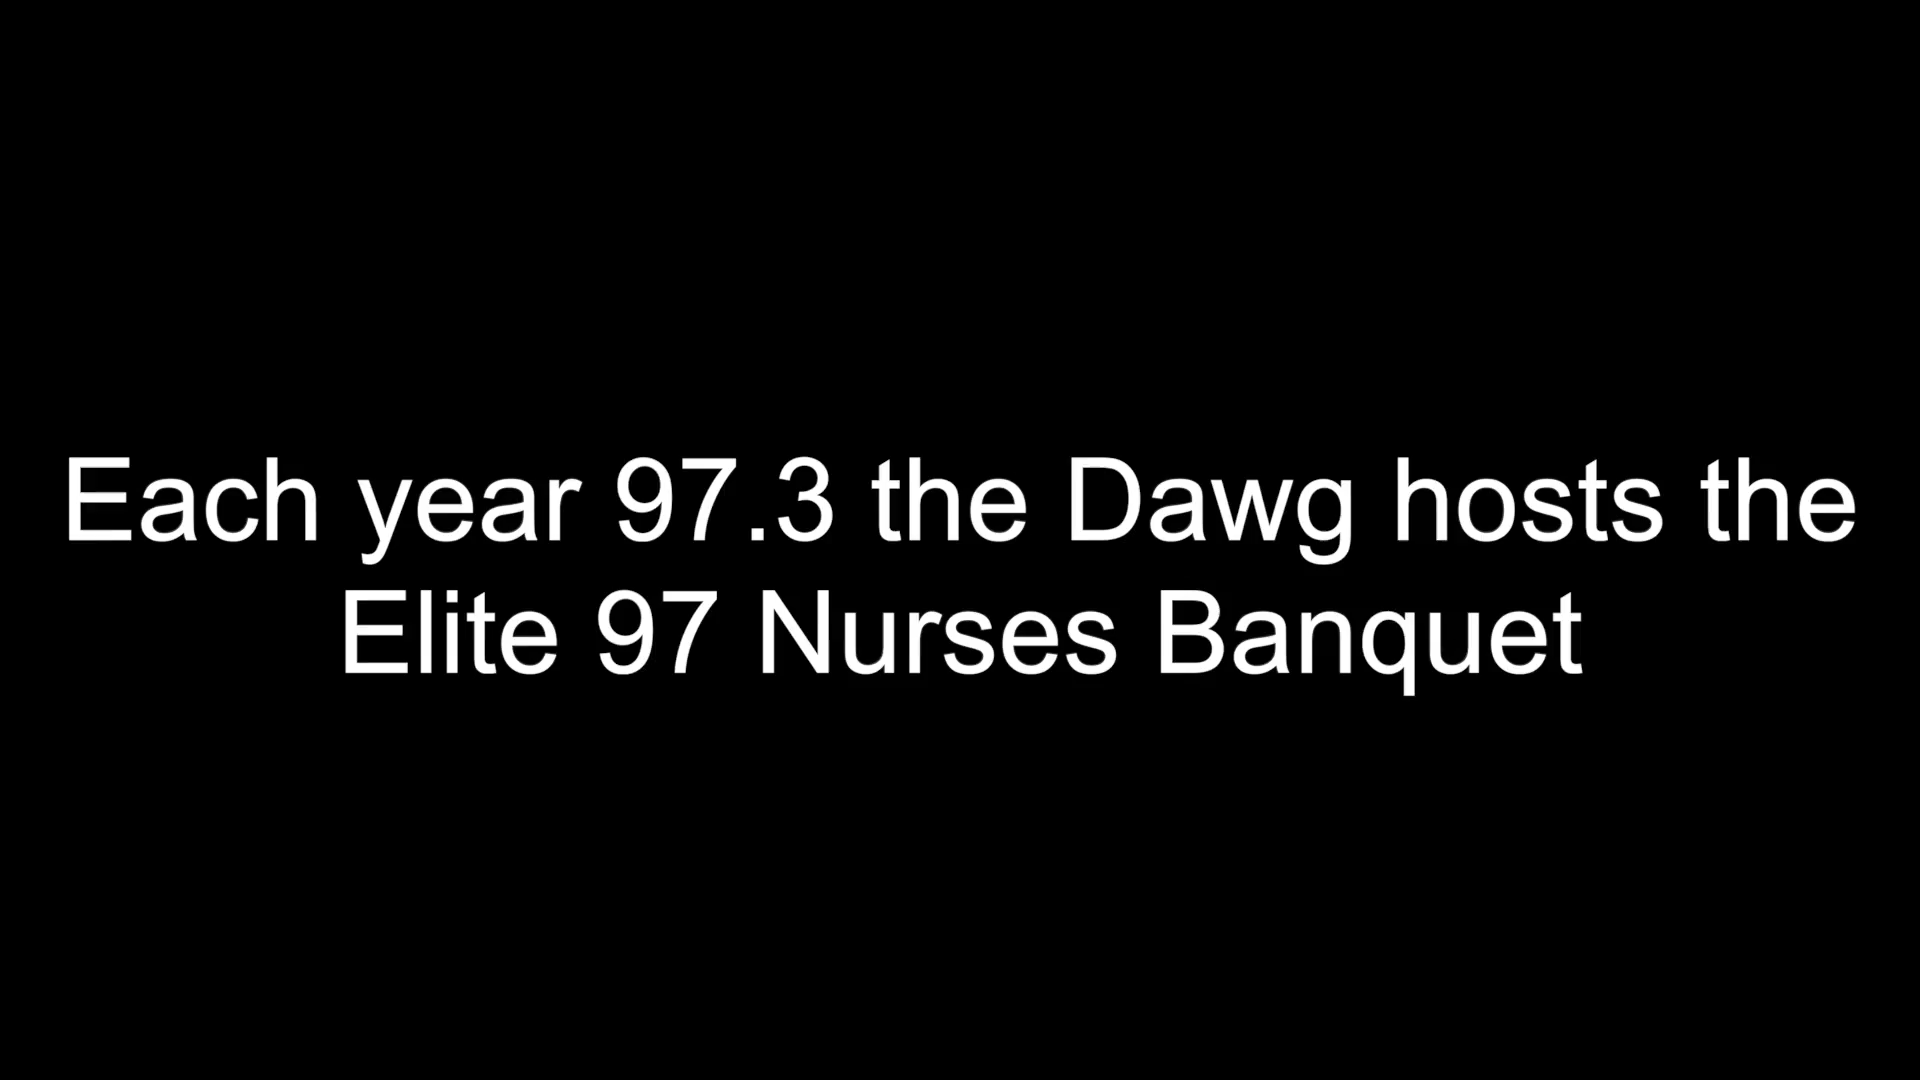 Each year 97.3 the Dawg hosts the
Elite 97 Nurses Banquet